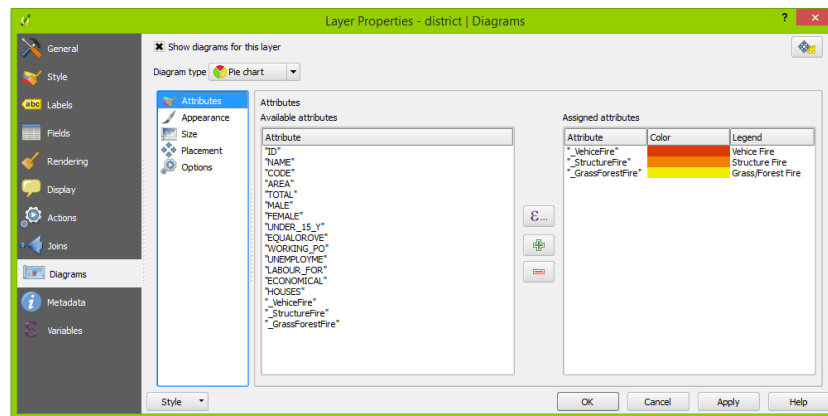 Layer Properties - district | Diagrams
? ×
General
Style
abc Labels
Fields
Rendering
Display
Actions
Joins
Diagrams
Metadata
Variables
Show diagrams for this layer
Diagram type Pie chart
Attributes
Appearance
Size
Placement
Options
Attributes
Available attributes
Attribute
"ID"
"NAME"
"CODE"
"AREA"
"TOTAL"
"MALE"
"FEMALE"
"UNDER_15_Y"
"EQUALOROVE"
"WORKING_PO"
"UNEMPLOYME"
"LABOUR_FOR"
"ECONOMICAL"
"HOUSES"
"_VehiceFire"
"_StructureFire"
"_GrassForestFire"
ε...
Assigned attributes
Attribute Color Legend
"_VehiceFire" Vehice Fire
"_StructureFire" Structure Fire
"_GrassForestFire" Grass/Forest Fire
Style
OK Cancel Apply Help